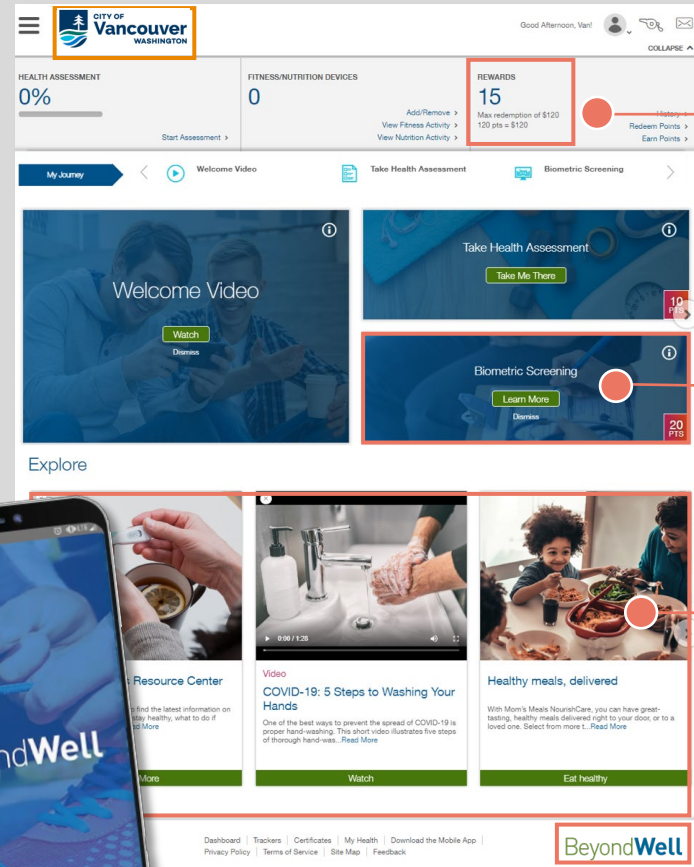 CITY OF
Vancouver
WASHINGTON
Good Afternoon, Van!
COLLAPSE
HEALTH ASSESSMENT
0%
Start Assessment >
FITNESS/NUTRITION DEVICES
0
Add/Remove >
View Fitness Activity >
View Nutrition Activity >
REWARDS
15
Max redemption of $120
120 pts = $120
History >
Redeem Points >
Earn Points >
My Journey
Welcome Video
Take Health Assessment
Biometric Screening
Welcome Video
Watch
Dismiss
Take Health Assessment
Take Me There
10
PTS
Biometric Screening
Learn More
Dismiss
20
PTS
Explore
Resource Center
find the latest information on
stay healthy, what to do if
Read More
More
0:00 / 1:28
Video
COVID-19: 5 Steps to Washing Your
Hands
One of the best ways to prevent the spread of COVID-19 is
proper hand-washing. This short video illustrates five steps
of thorough hand-was...Read More
Watch
Healthy meals, delivered
With Mom's Meals NourishCare, you can have great-
tasting, healthy meals delivered right to your door, or to a
loved one. Select from more t...Read More
Eat healthy
LTE
ndWell
Dashboard | Trackers | Certificates | My Health | Download the Mobile App |
Privacy Policy | Terms of Service | Site Map | Feedback
BeyondWell